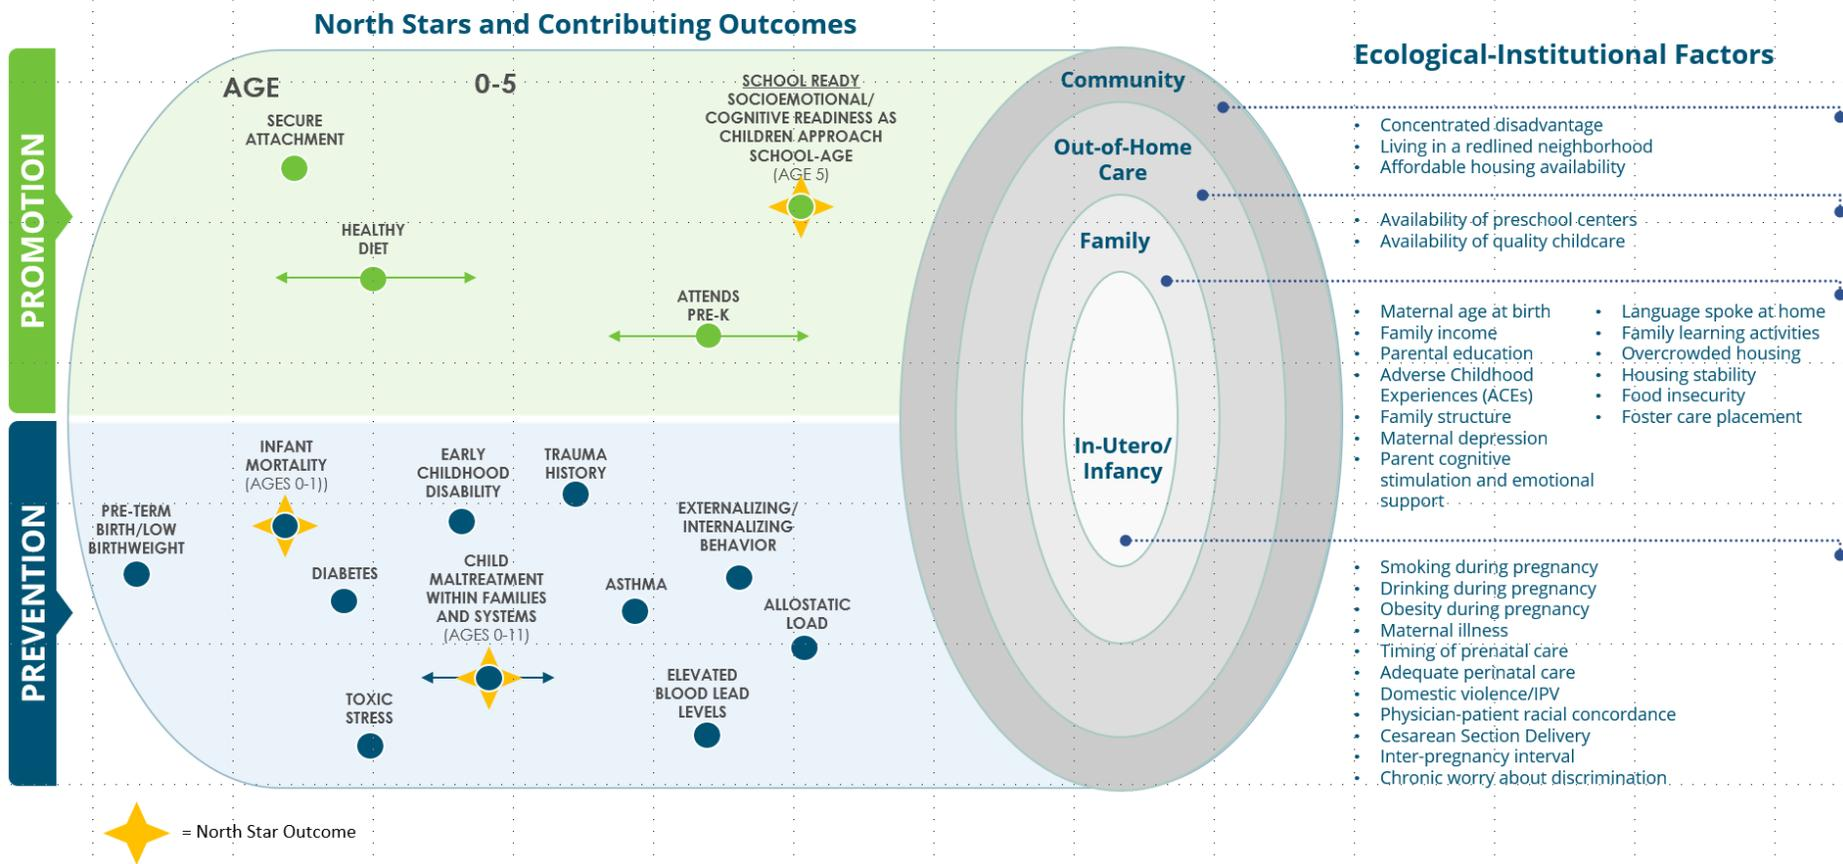 North Stars and Contributing Outcomes
Ecological-Institutional Factors
PROMOTION
AGE
0-5
SECURE
ATTACHMENT
SCHOOL READY
SOCIOEMOTIONAL/
COGNITIVE READINESS AS
CHILDREN APPROACH
SCHOOL-AGE
(AGE 5)
HEALTHY
DIET
ATTENDS
PRE-K
PREVENTION
INFANT
MORTALITY
(AGES 0-1))
EARLY
CHILDHOOD
DISABILITY
TRAUMA
HISTORY
PRE-TERM
BIRTH/LOW
BIRTHWEIGHT
EXTERNALIZING/
INTERNALIZING
BEHAVIOR
DIABETES
CHILD
MALTREATMENT
WITHIN FAMILIES
AND SYSTEMS
(AGES 0-11)
ASTHMA
ALLOSTATIC
LOAD
TOXIC
STRESS
ELEVATED
BLOOD LEAD
LEVELS
= North Star Outcome
Community
Out-of-Home
Care
Family
In-Utero/
Infancy
• Concentrated disadvantage
• Living in a redlined neighborhood
• Affordable housing availability
• Availability of preschool centers
• Availability of quality childcare
• Maternal age at birth
• Family income
• Parental education
• Adverse Childhood
Experiences (ACEs)
• Family structure
• Maternal depression
• Parent cognitive
stimulation and emotional
support
• Language spoke at home
• Family learning activities
• Overcrowded housing
• Housing stability
• Food insecurity
• Foster care placement
• Smoking during pregnancy
• Drinking during pregnancy
• Obesity during pregnancy
• Maternal illness
• Timing of prenatal care
• Adequate perinatal care
• Domestic violence/IPV
• Physician-patient racial concordance
• Cesarean Section Delivery
• Inter-pregnancy interval
• Chronic worry about discrimination